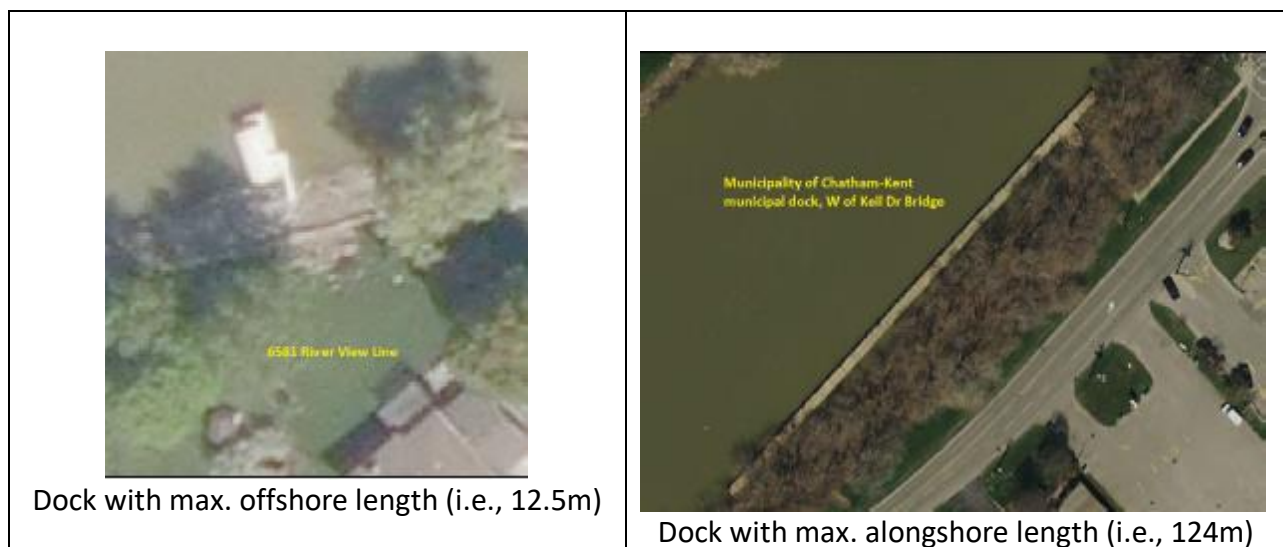 6581 River View Line
Dock with max. offshore length (i.e., 12.5m)
Municipality of Chatham-Kent
municipal dock, W of Keil Dr Bridge
Dock with max. alongshore length (i.e., 124m)